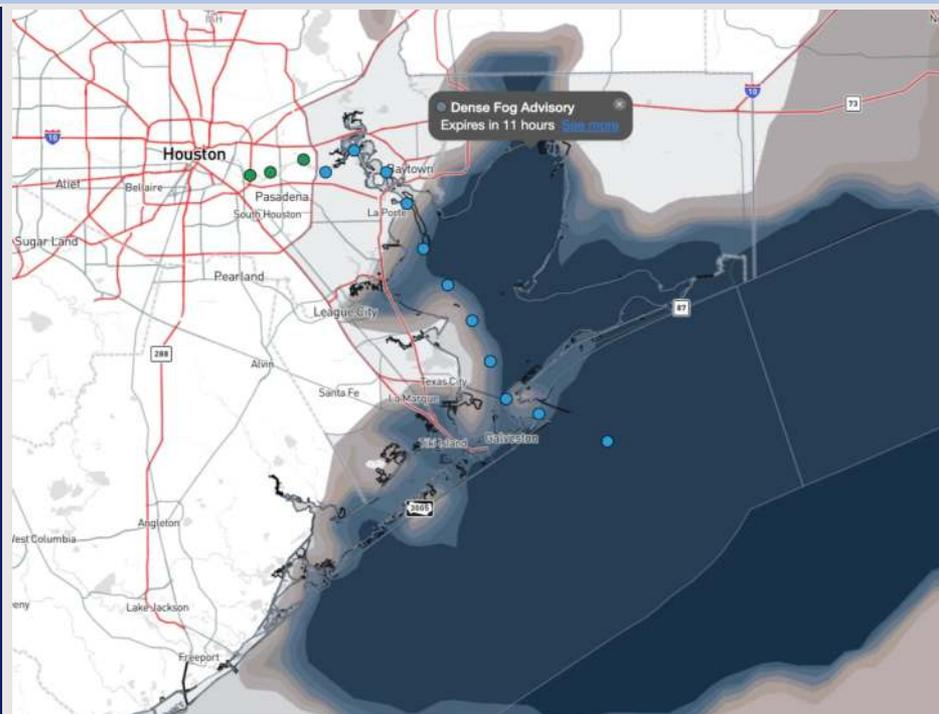 10
73
Dense Fog Advisory
Expires in 11 hours See more
10
Houston
Baytown
Bellaire
Pasadena
South Houston
La Porte
Sugar Land
Pearland
League City
87
288
Alvin
Santa Fe
Texas City
La Marque
Tiki Island
Galveston
3005
Angleton
West Columbia
Lake Jackson
Freeport